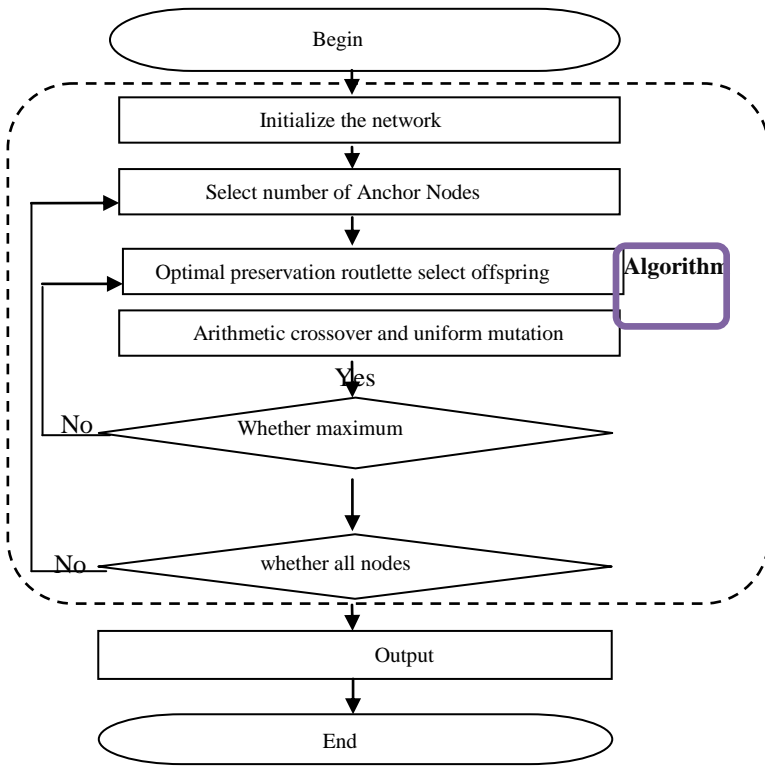 Begin
Initialize the network
Select number of Anchor Nodes
Optimal preservation routlette select offspring
Algorithm
Arithmetic crossover and uniform mutation
Yes
No
Whether maximum
No
whether all nodes
Output
End